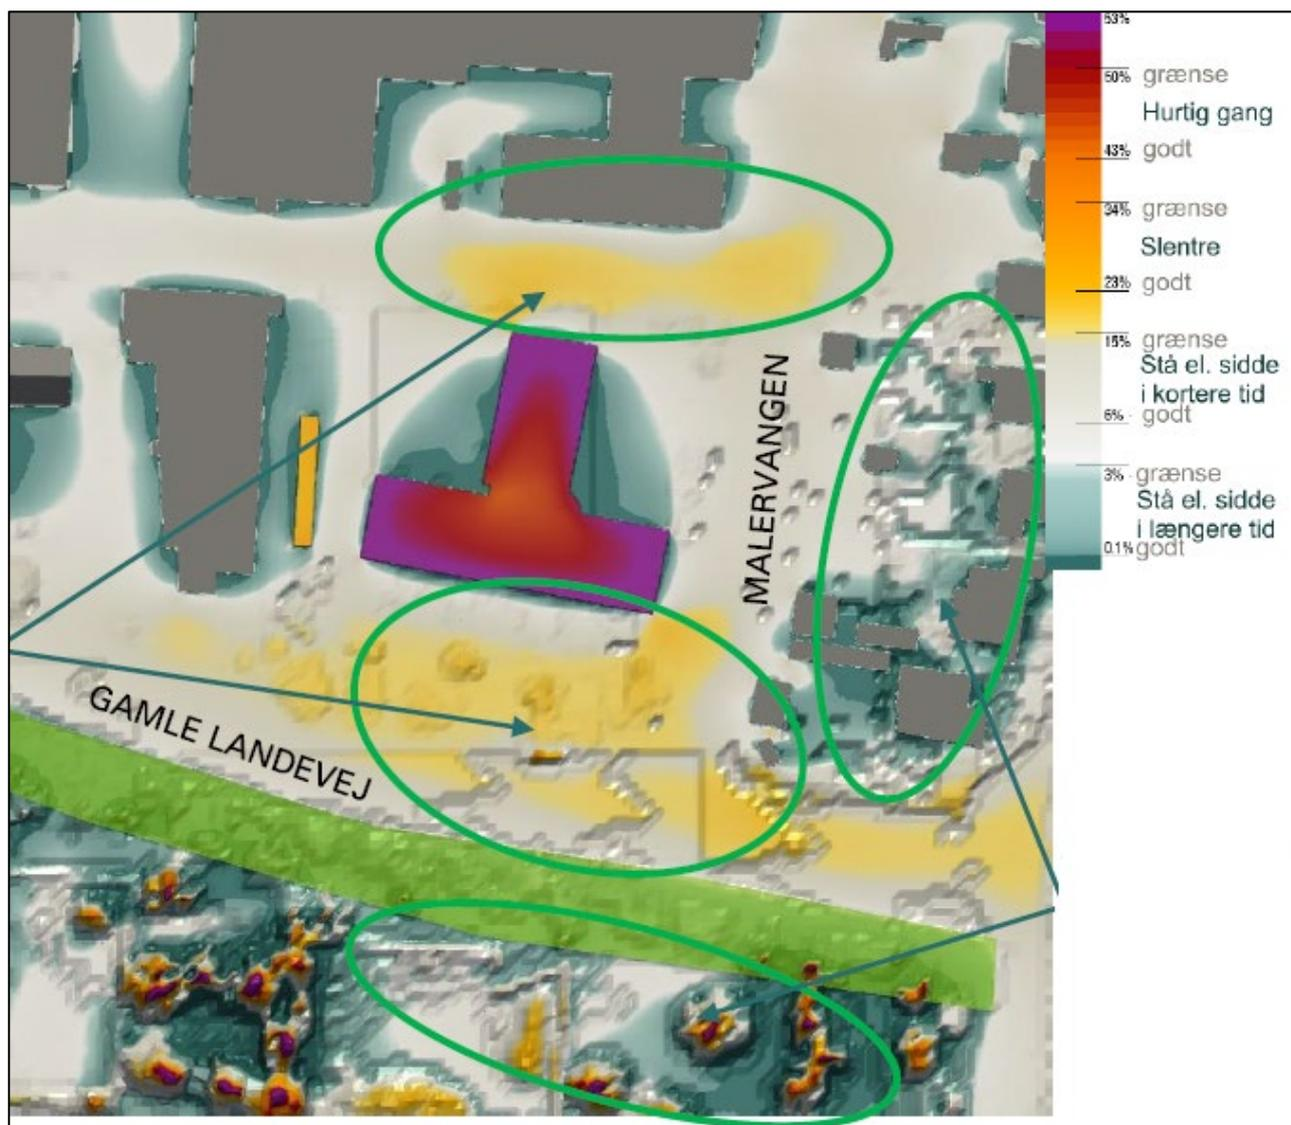 53%
50% grænse
Hurtig gang
43% godt
34% grænse
Slentre
23% godt
15% grænse
Stå el. sidde
i kortere tid
6% godt
3% grænse
Stå el. sidde
i længere tid
0.1% godt
MALERVANGEN
GAMLE LANDEVEJ